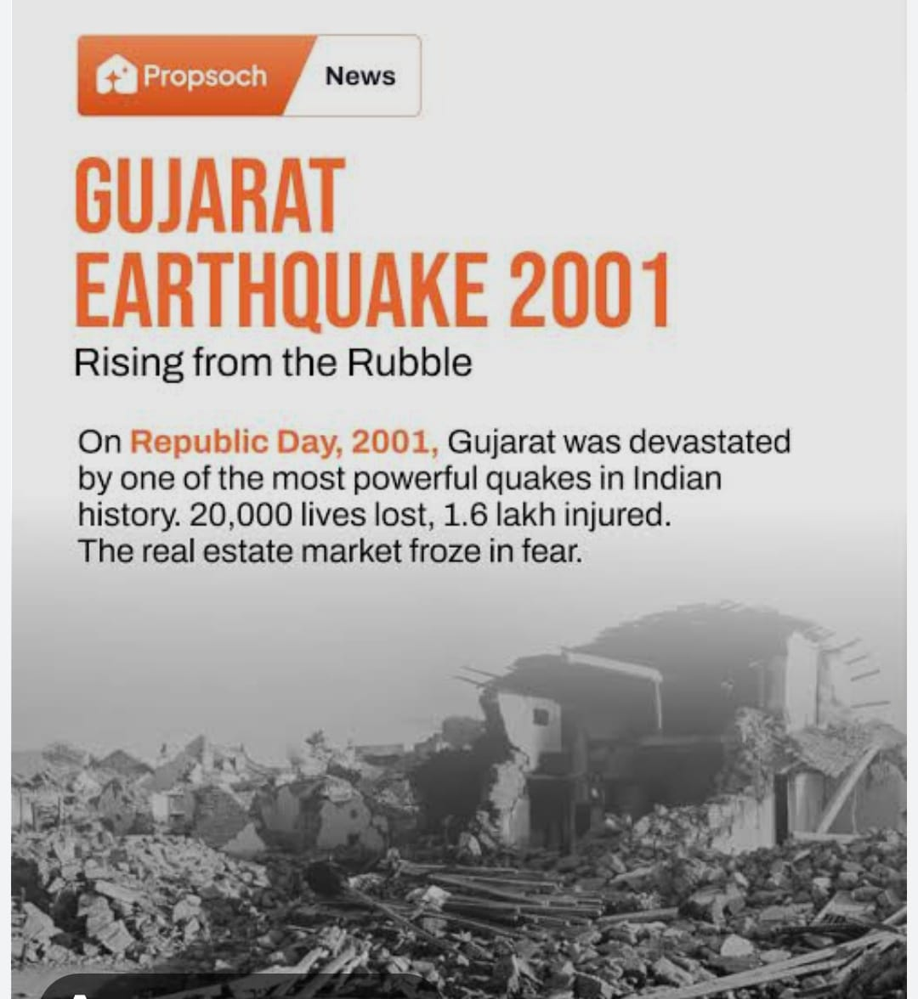 Propsoch News
GUJARAT
EARTHQUAKE 2001
Rising from the Rubble
On Republic Day, 2001, Gujarat was devastated
by one of the most powerful quakes in Indian
history. 20,000 lives lost, 1.6 lakh injured.
The real estate market froze in fear.